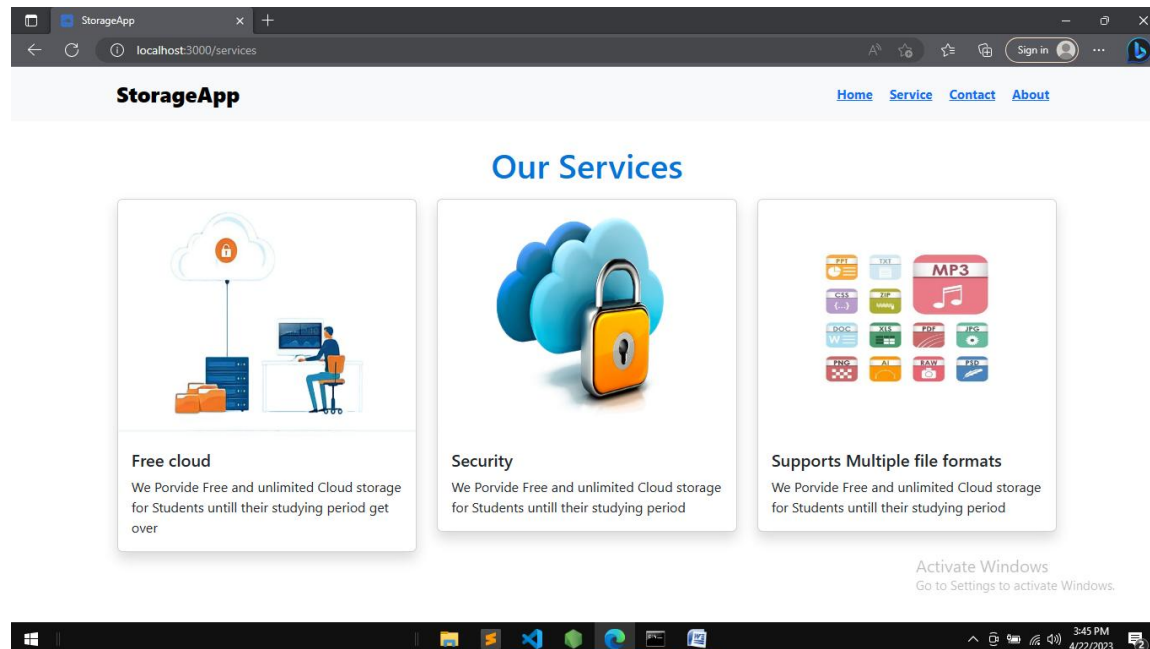 StorageApp
localhost:3000/services
Sign in
StorageApp
Home Service Contact About
Our Services
PPT TXT MP3
CSS {...} ZIP
DOC W XLS PDF JPG
PNG AI RAW PSD
Free cloud
We Porvide Free and unlimited Cloud storage
for Students untill their studying period get
over
Security
We Porvide Free and unlimited Cloud storage
for Students untill their studying period
Supports Multiple file formats
We Porvide Free and unlimited Cloud storage
for Students untill their studying period
Activate Windows
Go to Settings to activate Windows.
3:45 PM
4/22/2023
2